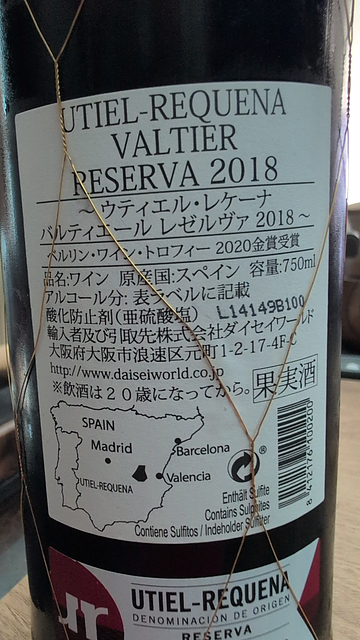 UTIEL-REQUENA
VALTIER
RESERVA 2018
～ウティエル・レケーナ
バルティエール レゼルヴァ 2018～
ベルリン・ワイン・トロフィー 2020金賞受賞
品名:ワイン 原産国:スペイン 容量:750ml
アルコール分: 表ラベルに記載
酸化防止剤(亜硫酸塩) L14149B100
輸入者及び引取先株式会社ダイセイワールド
大阪府大阪市浪速区元町1-2-17-4F-C
http://www.daiseiworld.co.jp
※飲酒は20歳になってから。 果実酒
SPAIN
Madrid
Barcelona
Valencia
UTIEL-REQUENA
®
Enthält Sulfite
Contains Sulphites
Contiene Sulfitos / Indeholder Sulfitter
UTIEL-REQUENA
DENOMINACIÓN DE ORIGEN
RESERVA